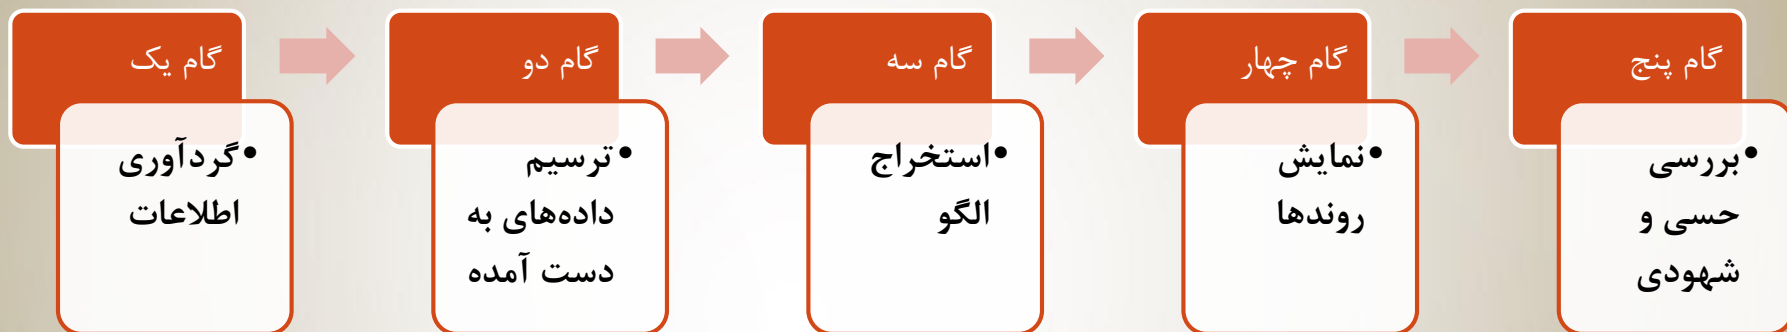 گام یک
•گردآوری
اطلاعات
گام دو
•ترسیم
داده‌های به
دست آمده
گام سه
•استخراج
الگو
گام چهار
•نمایش
روندها
گام پنج
•بررسی
حسی و
شهودی